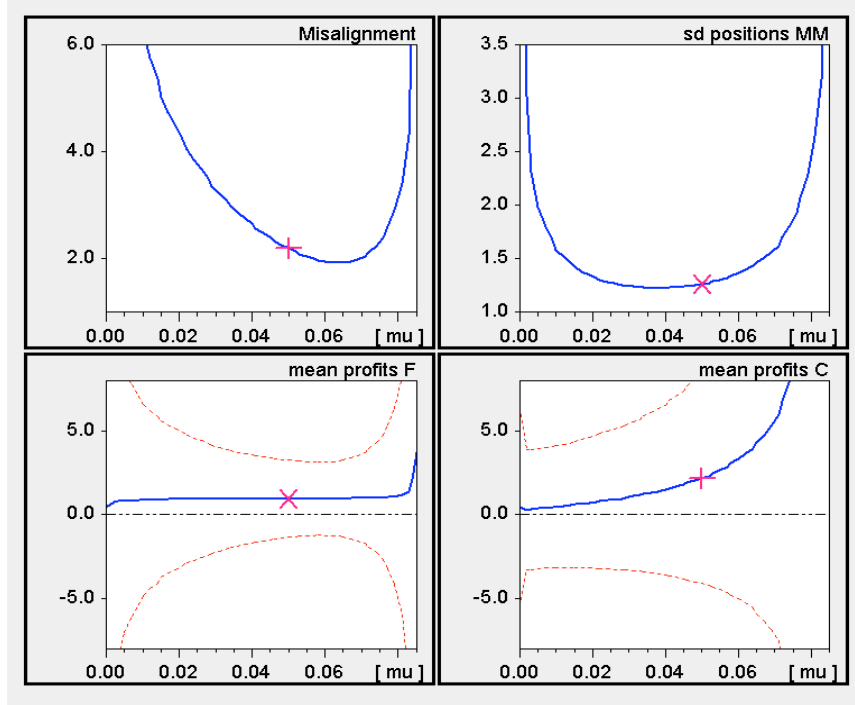 Misalignment
6.0
4.0
2.0
0.00 0.02 0.04 0.06 [ mu ]
sd positions MM
3.5
3.0
2.5
2.0
1.5
1.0
0.00 0.02 0.04 0.06 [ mu ]
mean profits F
5.0
0.0
-5.0
0.00 0.02 0.04 0.06 [ mu ]
mean profits C
5.0
0.0
-5.0
0.00 0.02 0.04 0.06 [ mu ]